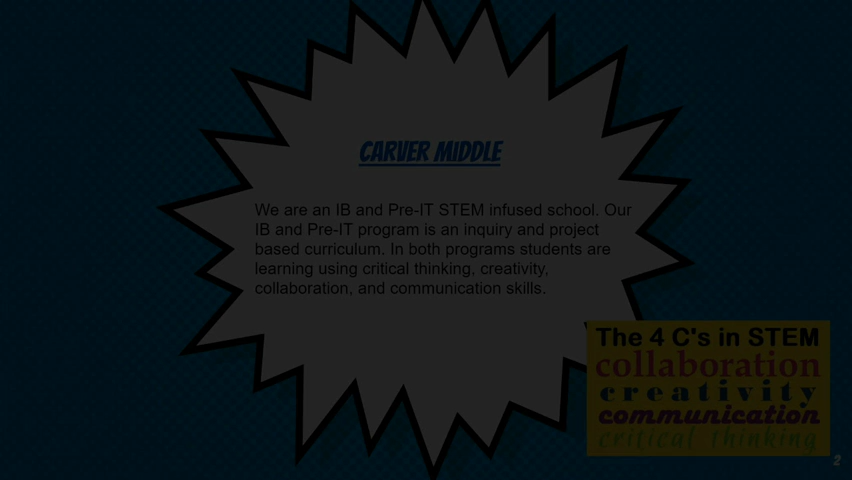 CARVER MIDDLE
We are an IB and Pre-IT STEM infused school. Our
IB and Pre-IT program is an inquiry and project
based curriculum. In both programs students are
learning using critical thinking, creativity,
collaboration, and communication skills.
The 4 C's in STEM
collaboration
creativity
communication
critical thinking
2